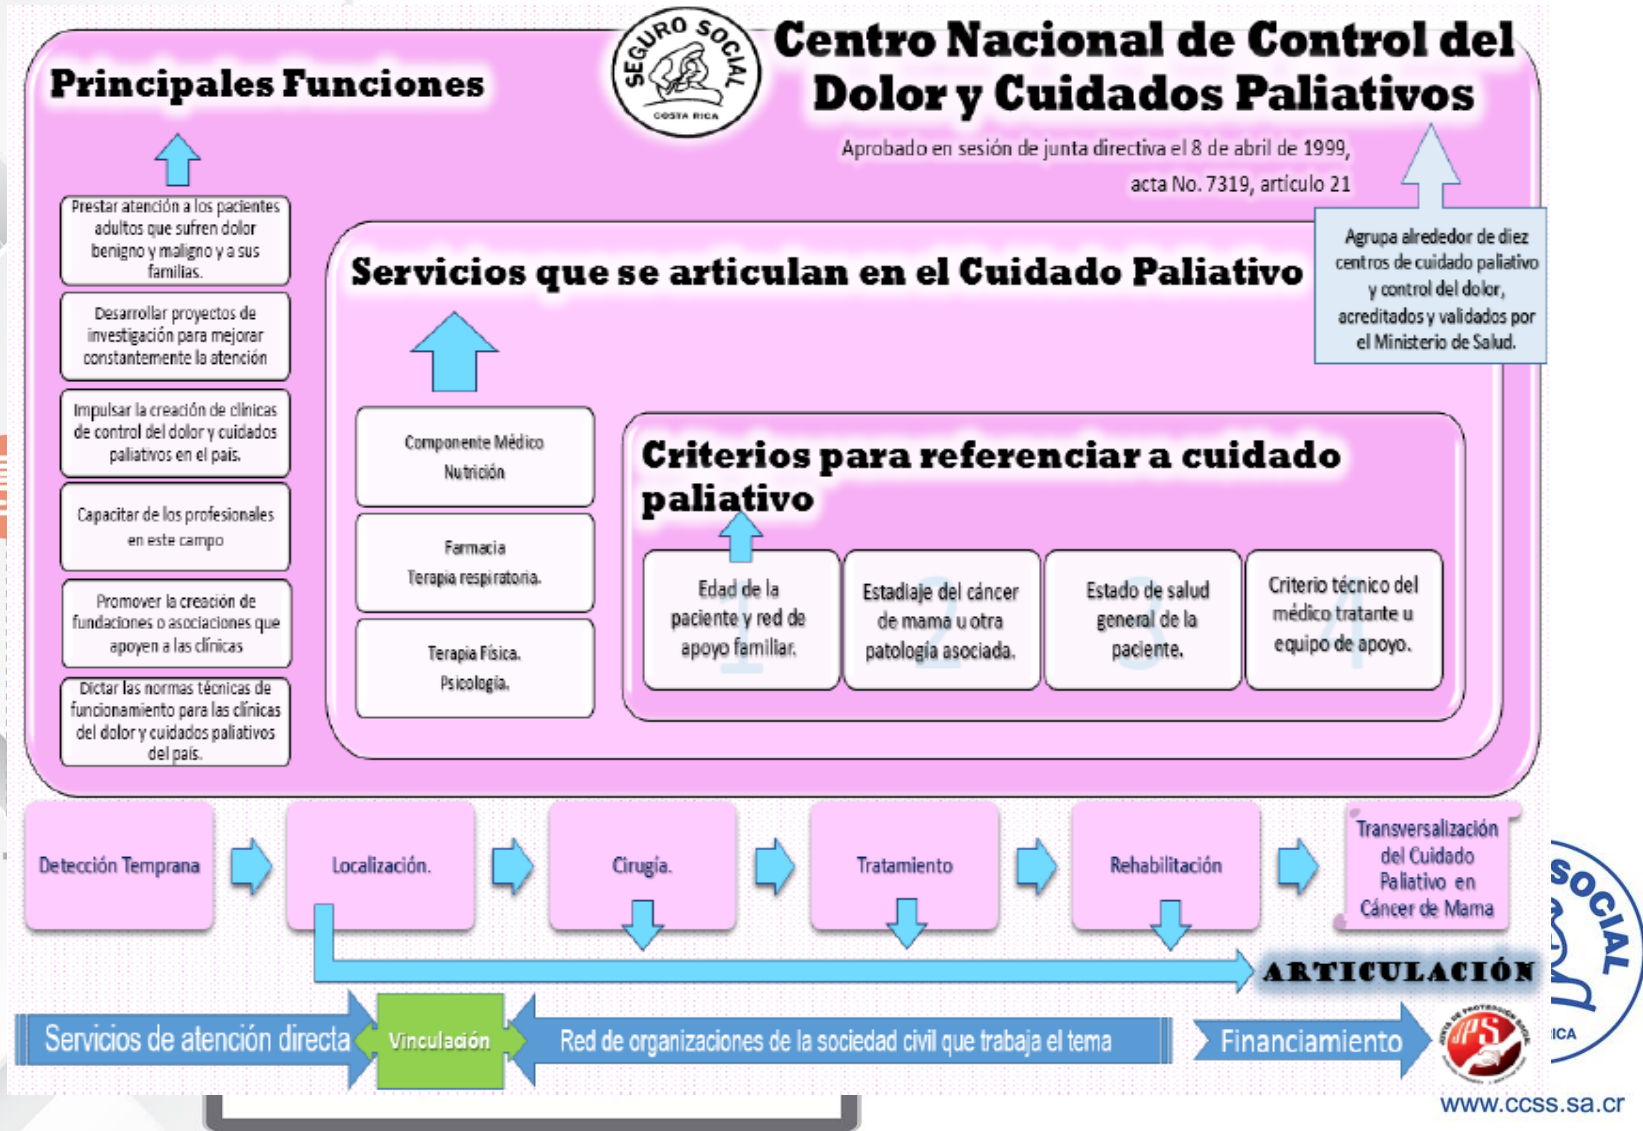 Principales Funciones
SEGURO SOCIAL
COSTA RICA
Centro Nacional de Control del
Dolor y Cuidados Paliativos
Aprobado en sesión de junta directiva el 8 de abril de 1999,
acta No. 7319, artículo 21
Agrupa alrededor de diez
centros de cuidado paliativo
y control del dolor,
acreditados y validados por
el Ministerio de Salud.
Prestar atención a los pacientes
adultos que sufren dolor
benigno y maligno y a sus
familias.
Desarrollar proyectos de
investigación para mejorar
constantemente la atención
Impulsar la creación de clínicas
de control del dolor y cuidados
paliativos en el país.
Capacitar de los profesionales
en este campo
Promover la creación de
fundaciones o asociaciones que
apoyen a las clínicas
Dictar las normas técnicas de
funcionamiento para las clínicas
del dolor y cuidados paliativos
del país.
Servicios que se articulan en el Cuidado Paliativo
Componente Médico
Nutrición
Farmacia
Terapia respiratoria.
Terapia Física.
Psicología.
Criterios para referenciar a cuidado
paliativo
1
Edad de la
paciente y red de
apoyo familiar.
2
Estadiaje del cáncer
de mama u otra
patología asociada.
3
Estado de salud
general de la
paciente.
4
Criterio técnico del
médico tratante u
equipo de apoyo.
Detección Temprana
Localización.
Cirugía.
Tratamiento
Rehabilitación
Transversalización
del Cuidado
Paliativo en
Cáncer de Mama
ARTICULACIÓN
Servicios de atención directa
Vinculación
Red de organizaciones de la sociedad civil que trabaja el tema
Financiamiento
JPS
SOCIAL
ICA
www.ccss.sa.cr